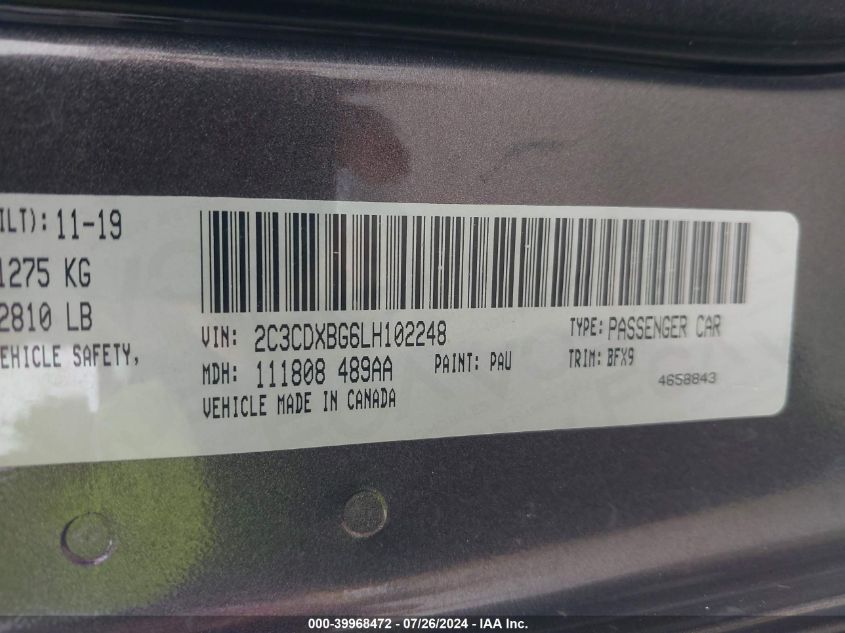 ILT): 11-19
1275 KG
2810 LB
EHICLE SAFETY,
VIN: 2C3CDXBG6LH102248
TYPE: PASSENGER CAR
MDH: 111808 489AA
PAINT: PAU
TRIM: BFX9
4658843
VEHICLE MADE IN CANADA
000-39968472 - 07/26/2024 - IAA Inc.